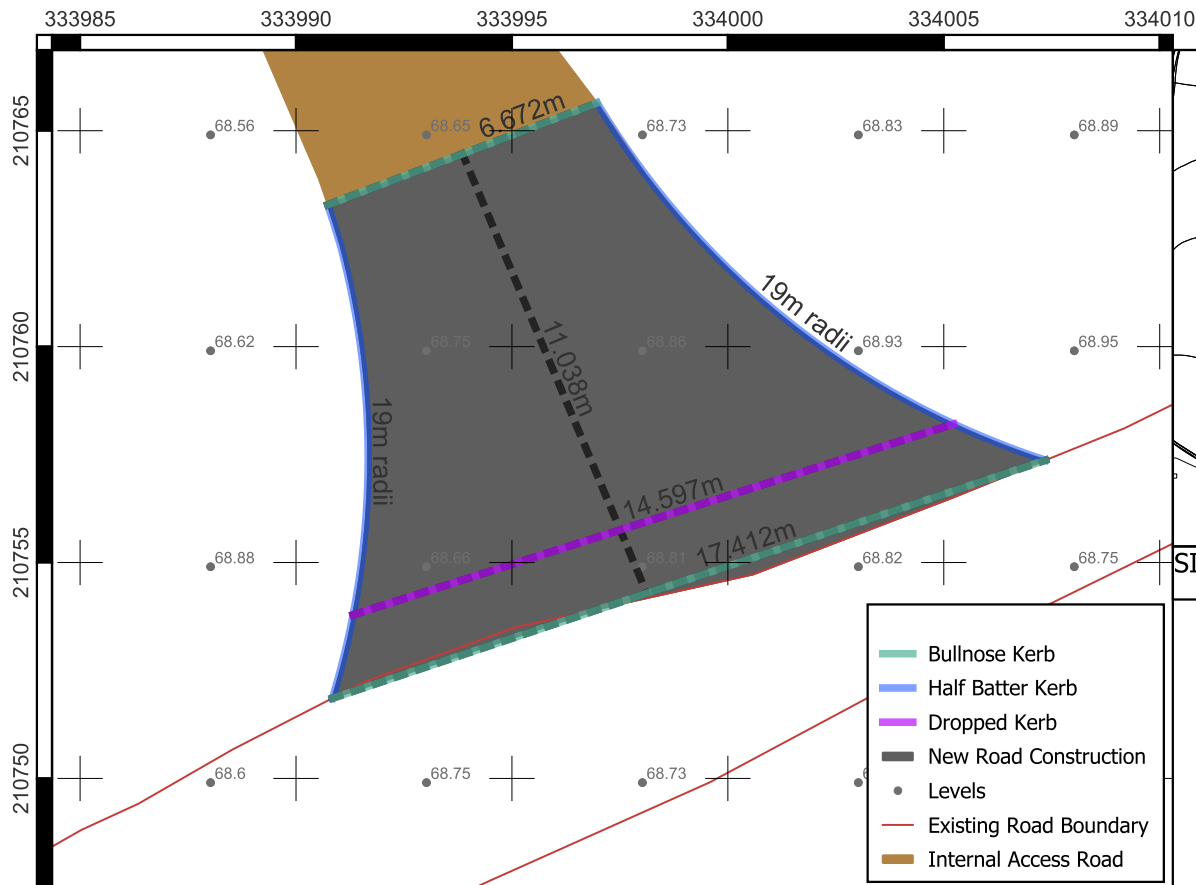 333985 333990 333995 334000 334005 334010
210765
68.56 68.65 6.672m 68.73 68.83 68.89
19m radii
210760
68.62 68.75 11.038m 68.86 68.93 68.95
19m radii
14.597m
17.412m
210755
68.88 68.66 68.81 68.82 68.75
SI
210750
68.6 68.75 68.73
Bullnose Kerb
Half Batter Kerb
Dropped Kerb
New Road Construction
Levels
Existing Road Boundary
Internal Access Road